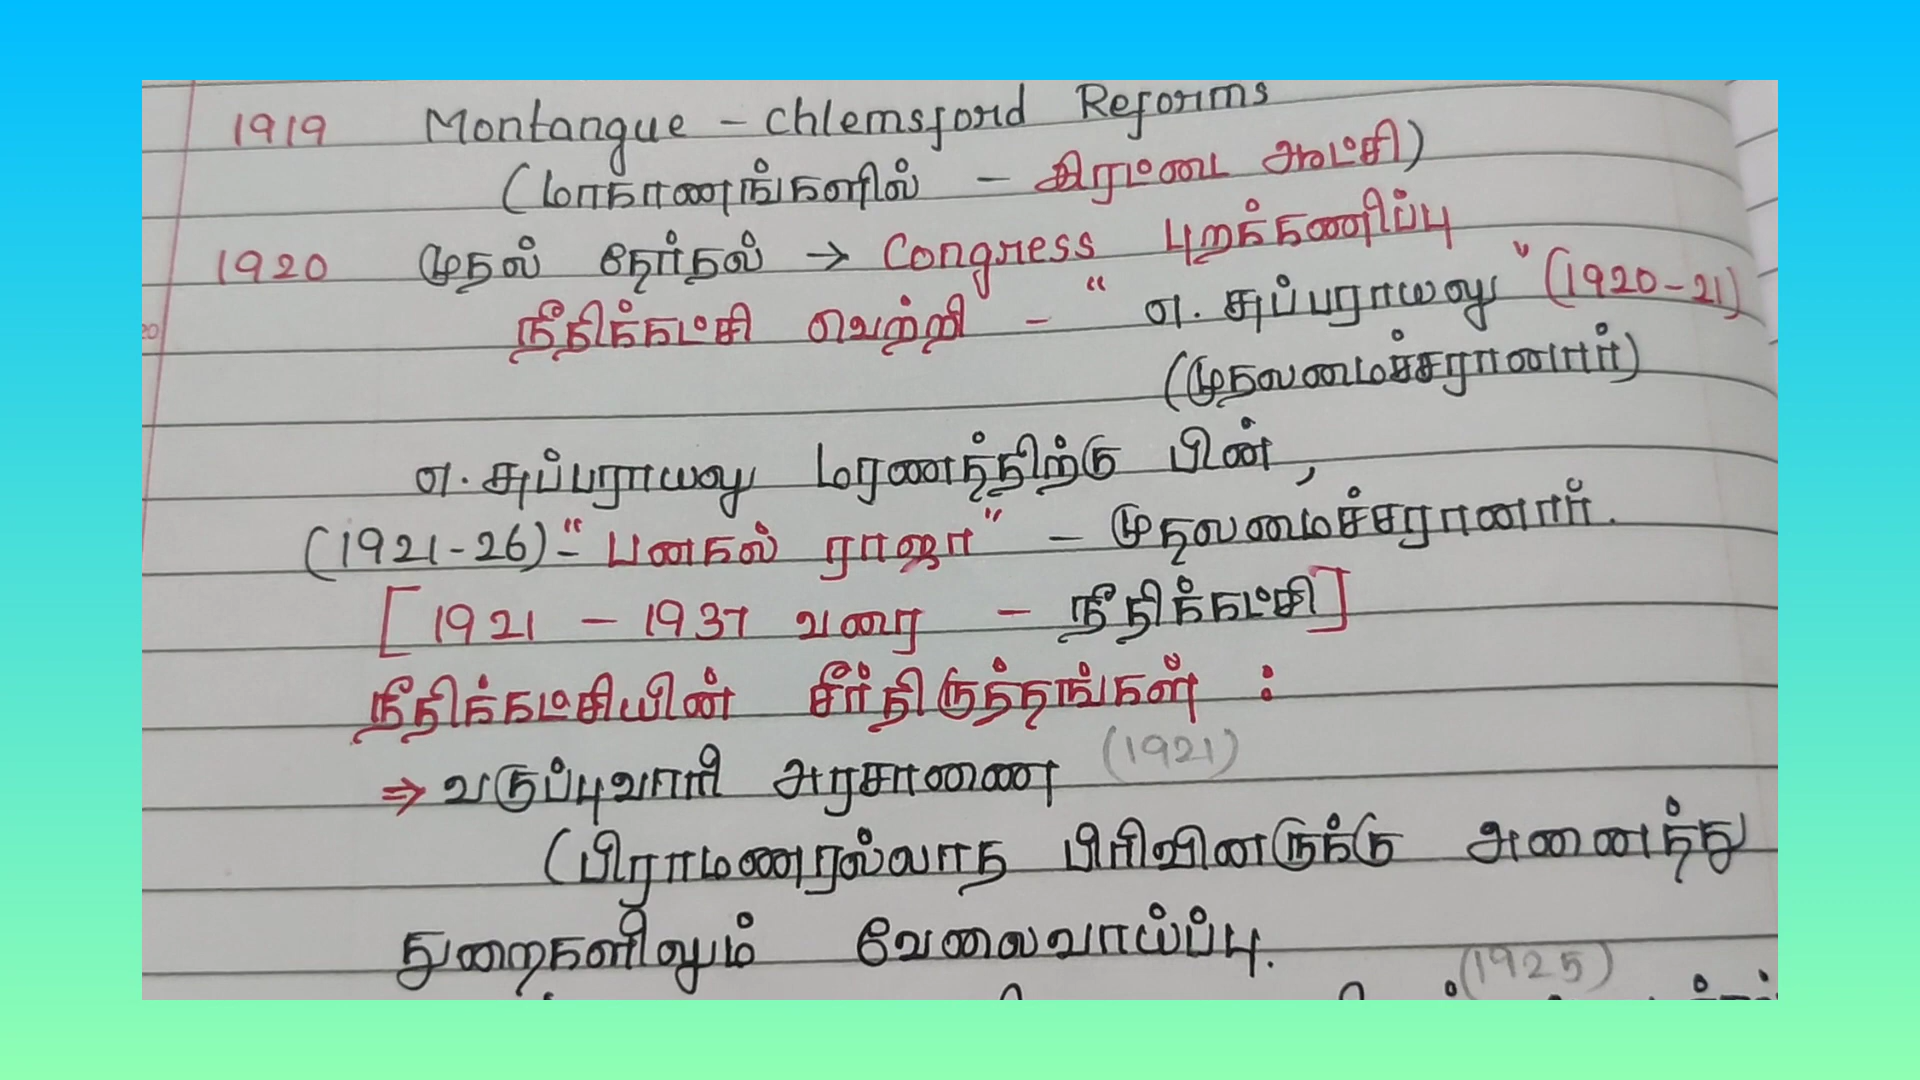 1919 Montangue - Chlemsford Reforms
(மாகாணங்களில் - இரட்டை ஆட்சி)
1920 முதல் தேர்தல் → Congress புறக்கணிப்பு
நீதிக்கட்சி வெற்றி - " எ. சுப்பராயலு " (1920-21)
(முதலமைச்சரானார்)
எ. சுப்பராயலு மரணத்திற்கு பின்,
(1921-26) - "பனகல் ராஜா" - முதலமைச்சரானார்.
[1921 - 1937 வரை - நீதிக்கட்சி]
நீதிக்கட்சியின் சீர்திருத்தங்கள் :
⇒ வகுப்புவாரி அரசாணை (1921)
(பிராமணரல்லாத பிரிவினருக்கு அனைத்து
துறைகளிலும் வேலைவாய்ப்பு.
(1925)